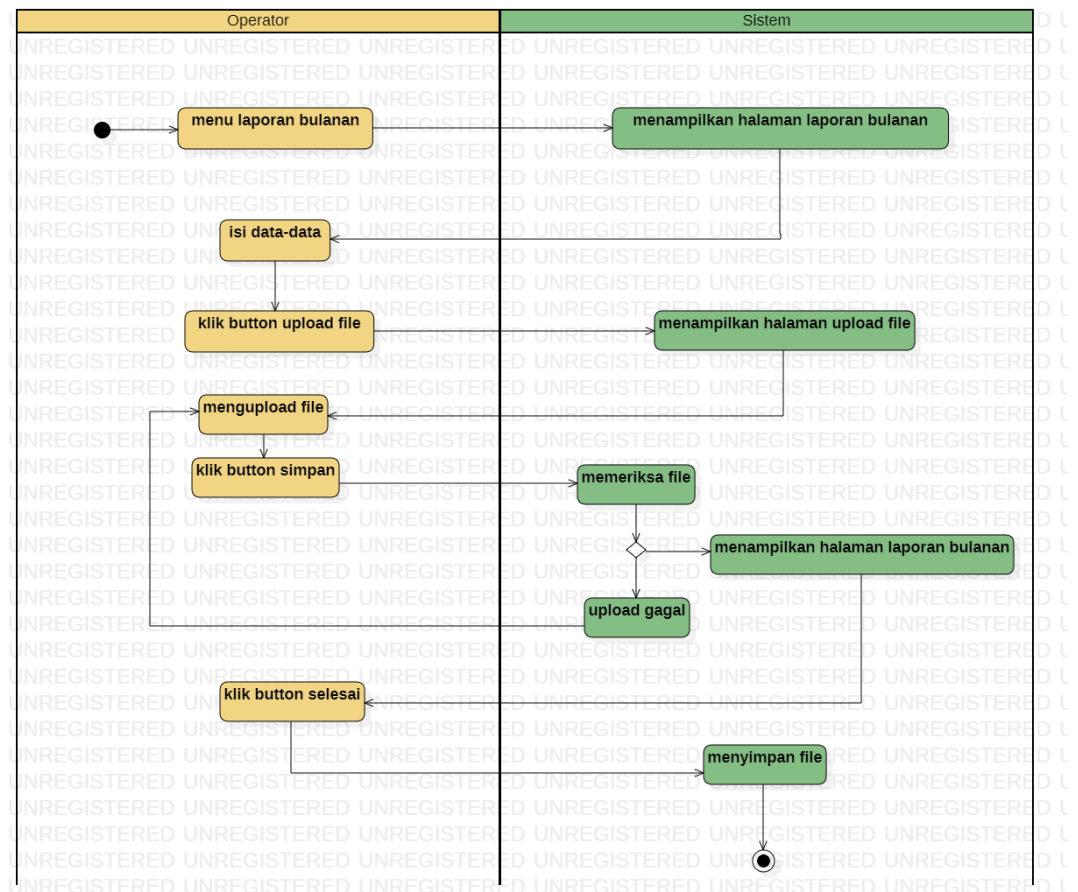 Operator
Sistem
menu laporan bulanan
menampilkan halaman laporan bulanan
isi data-data
klik button upload file
menampilkan halaman upload file
mengupload file
klik button simpan
memeriksa file
menampilkan halaman laporan bulanan
upload gagal
klik button selesai
menyimpan file
UNREGISTERED